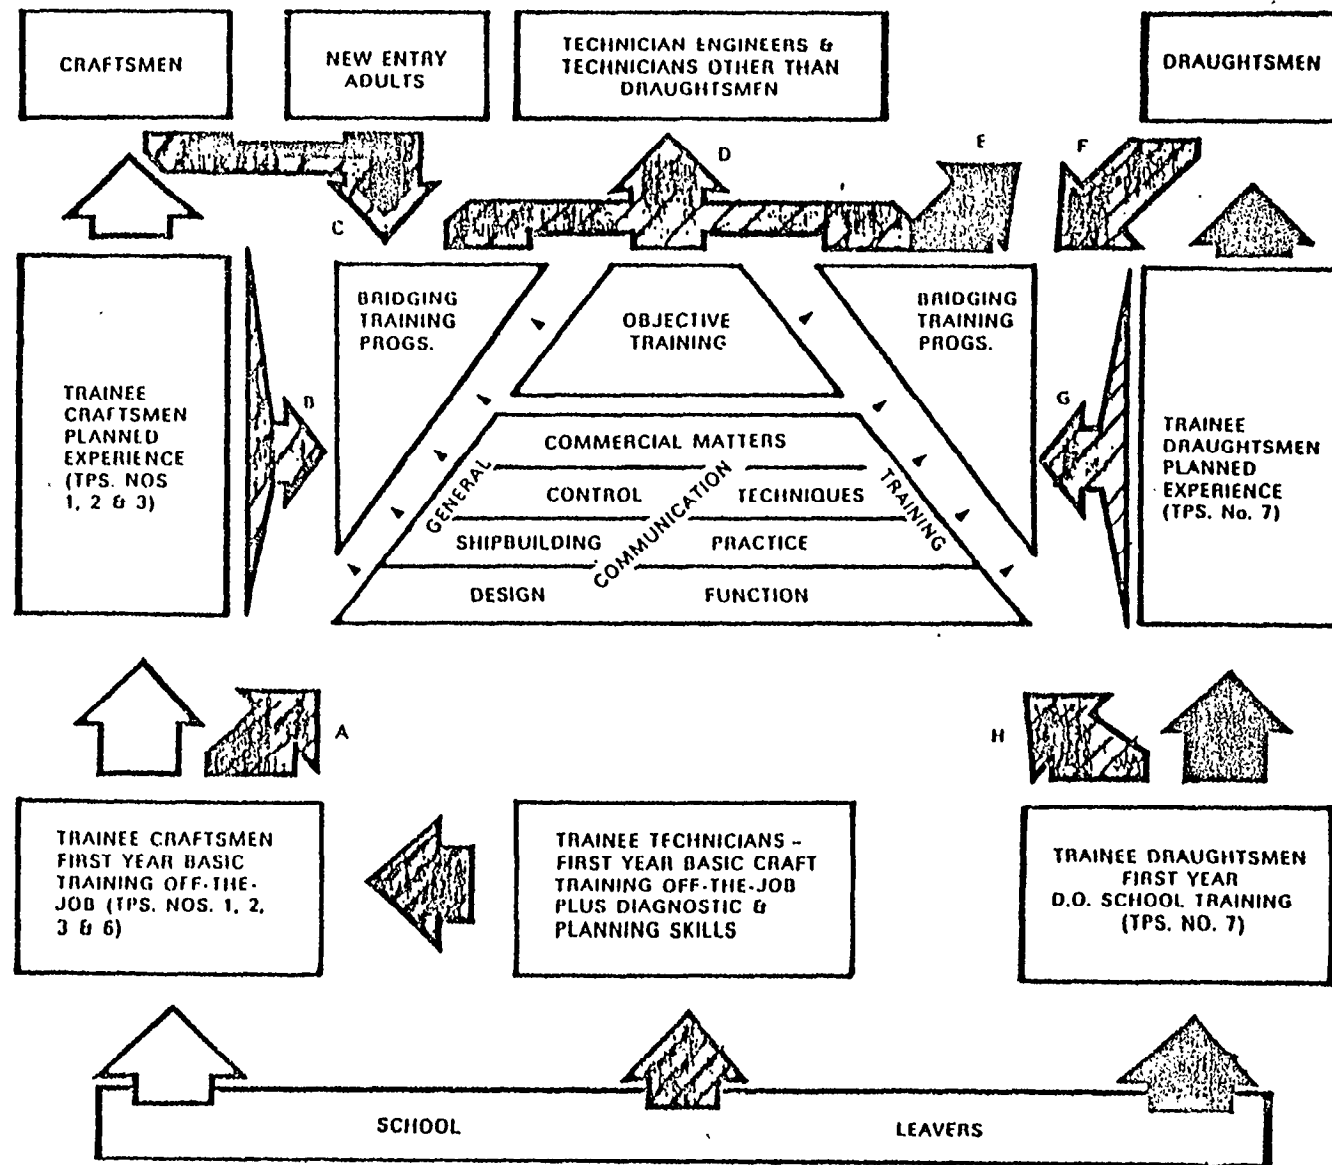 CRAFTSMEN
NEW ENTRY
ADULTS
TECHNICIAN ENGINEERS &
TECHNICIANS OTHER THAN
DRAUGHTSMEN
DRAUGHTSMEN
C
D
E
F
TRAINEE
CRAFTSMEN
PLANNED
EXPERIENCE
(TPS. NOS
1, 2 & 3)
B
BRIDGING
TRAINING
PROGS.
OBJECTIVE
TRAINING
BRIDGING
TRAINING
PROGS.
G
TRAINEE
DRAUGHTSMEN
PLANNED
EXPERIENCE
(TPS. No. 7)
GENERAL TRAINING
COMMUNICATION
COMMERCIAL MATTERS
CONTROL TECHNIQUES
SHIPBUILDING PRACTICE
DESIGN FUNCTION
A
H
TRAINEE CRAFTSMEN
FIRST YEAR BASIC
TRAINING OFF-THE-
JOB (TPS. NOS. 1, 2,
3 & 6)
TRAINEE TECHNICIANS –
FIRST YEAR BASIC CRAFT
TRAINING OFF-THE-JOB
PLUS DIAGNOSTIC &
PLANNING SKILLS
TRAINEE DRAUGHTSMEN
FIRST YEAR
D.O. SCHOOL TRAINING
(TPS. NO. 7)
SCHOOL LEAVERS